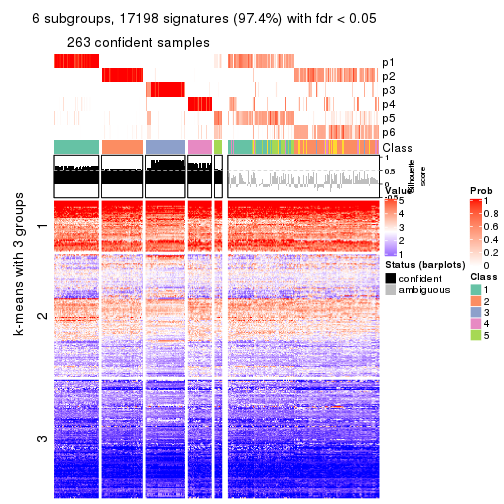 6 subgroups, 17198 signatures (97.4%) with fdr < 0.05
263 confident samples
p1
p2
p3
p4
p5
p6
Class
1
0.5
0
-0.5
Silhouette
score
k-means with 3 groups
1
2
3
Value
5
4
3
2
1
Status (barplots)
confident
ambiguous
Prob
1
0.8
0.6
0.4
0.2
0
Class
1
2
3
4
5